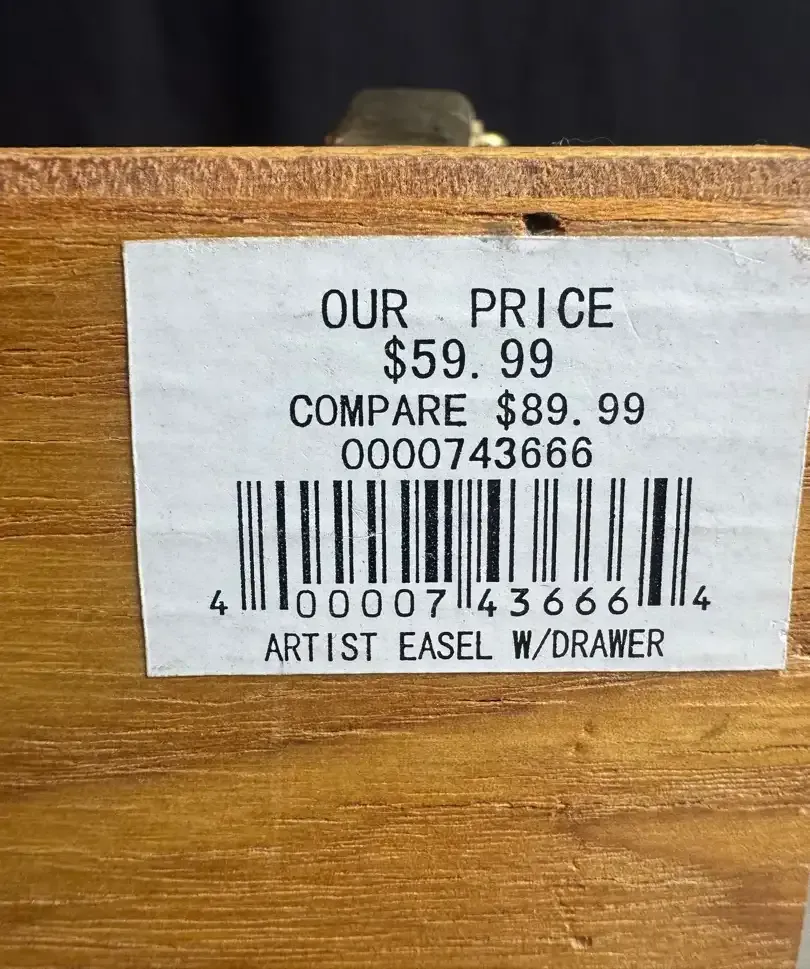 OUR PRICE
$59.99
COMPARE $89.99
0000743666
4 00007 43666 4
ARTIST EASEL W/DRAWER